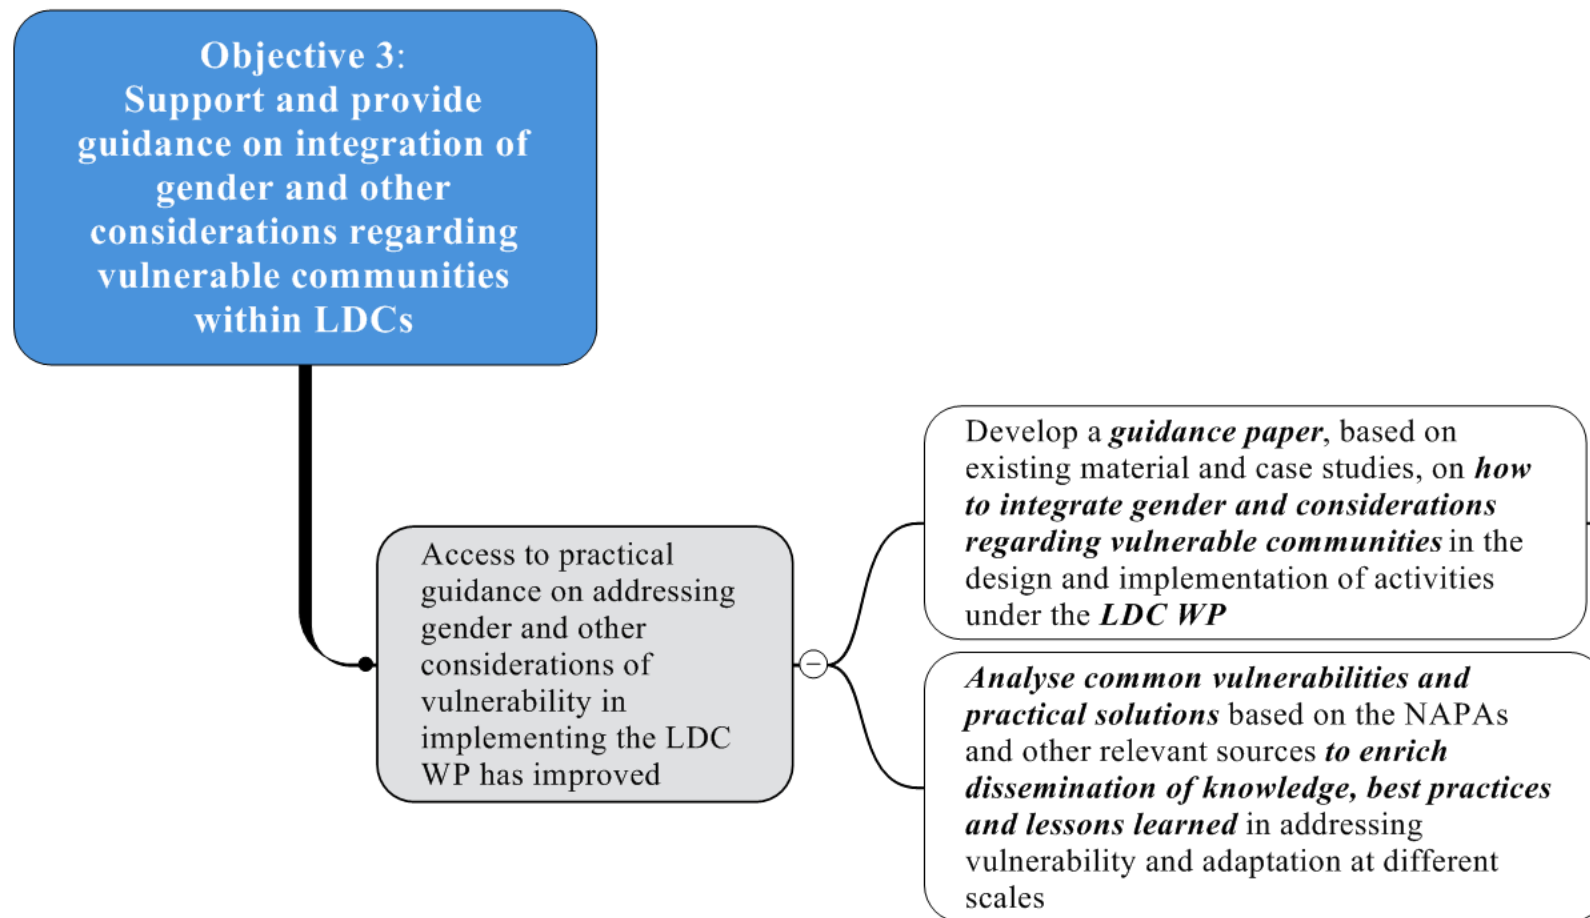 Objective 3:
Support and provide
guidance on integration of
gender and other
considerations regarding
vulnerable communities
within LDCs
Access to practical
guidance on addressing
gender and other
considerations of
vulnerability in
implementing the LDC
WP has improved
Develop a guidance paper, based on
existing material and case studies, on how
to integrate gender and considerations
regarding vulnerable communities in the
design and implementation of activities
under the LDC WP
Analyse common vulnerabilities and
practical solutions based on the NAPAs
and other relevant sources to enrich
dissemination of knowledge, best practices
and lessons learned in addressing
vulnerability and adaptation at different
scales